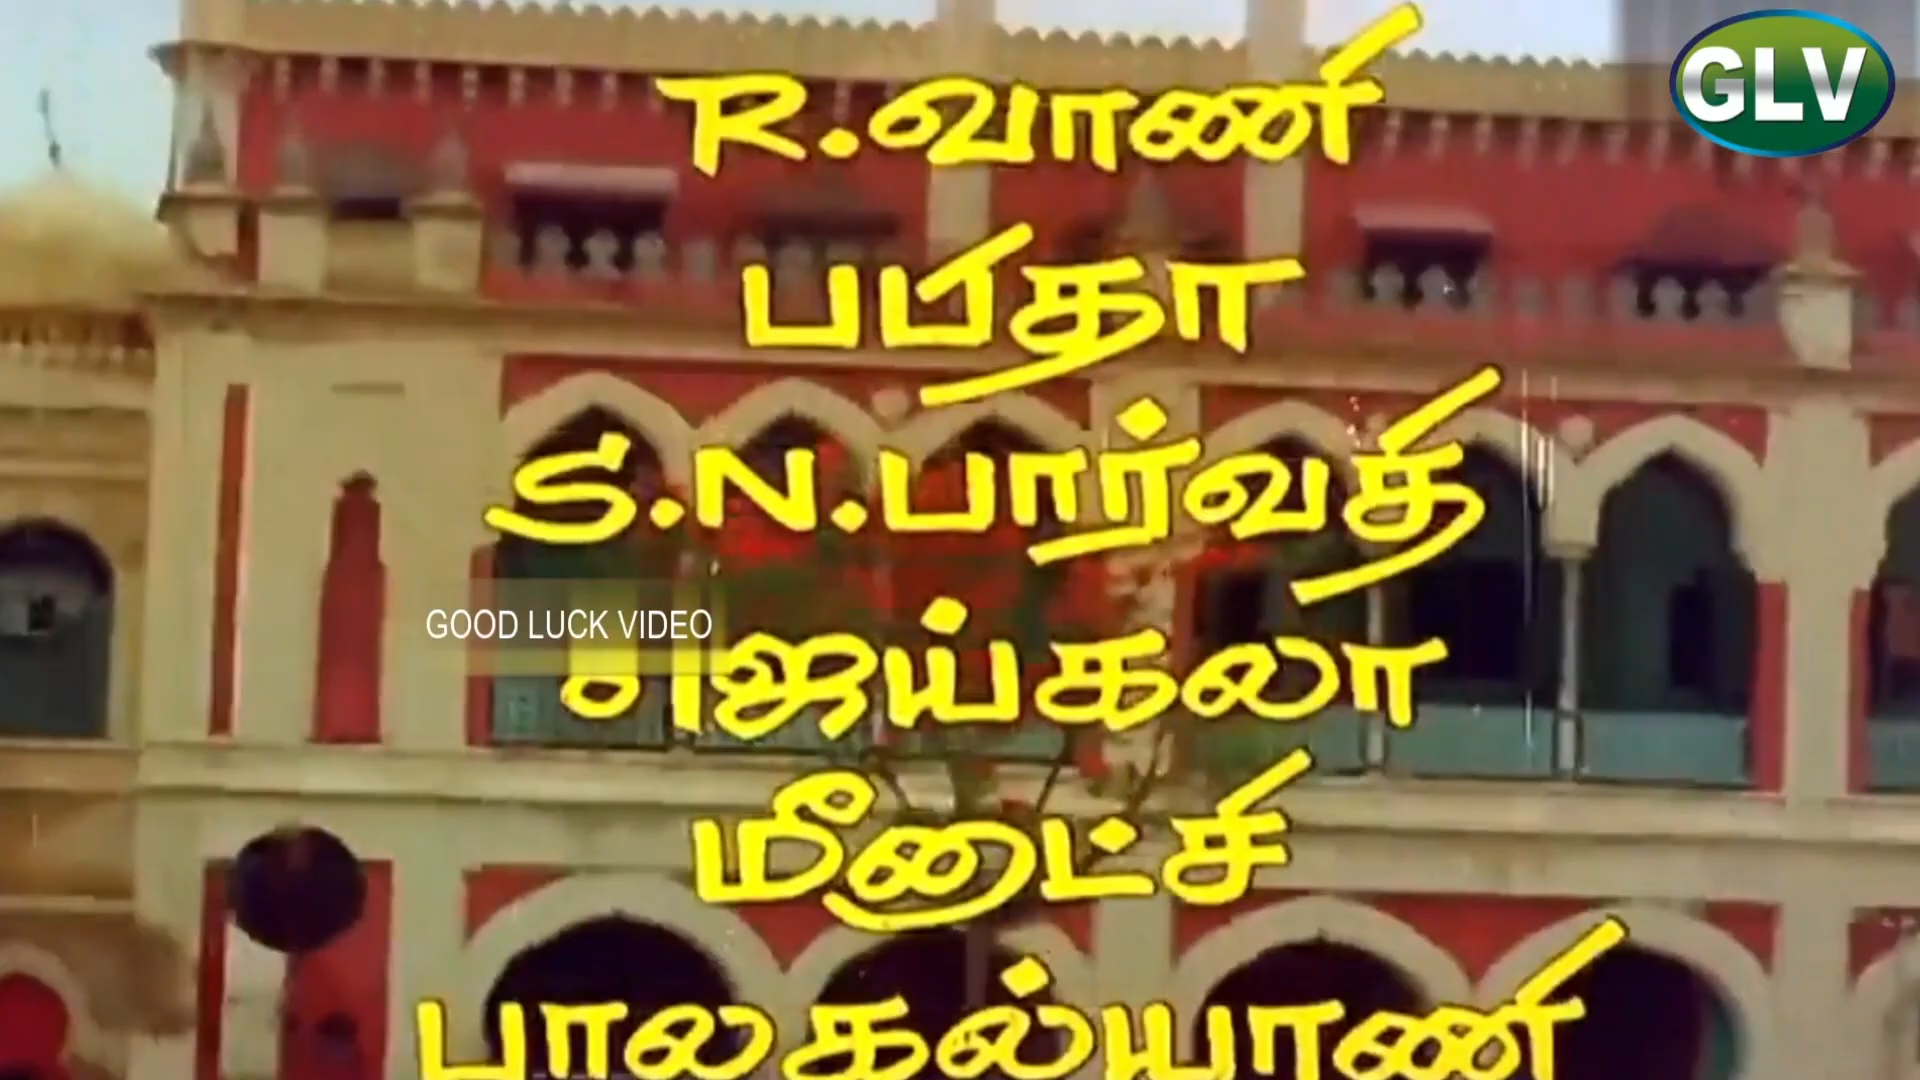 GLV
R.வாணி
பபிதா
S.N.பார்வதி
GOOD LUCK VIDEO
ஜெய்கலா
மீனாட்சி
பாலகல்யாணி